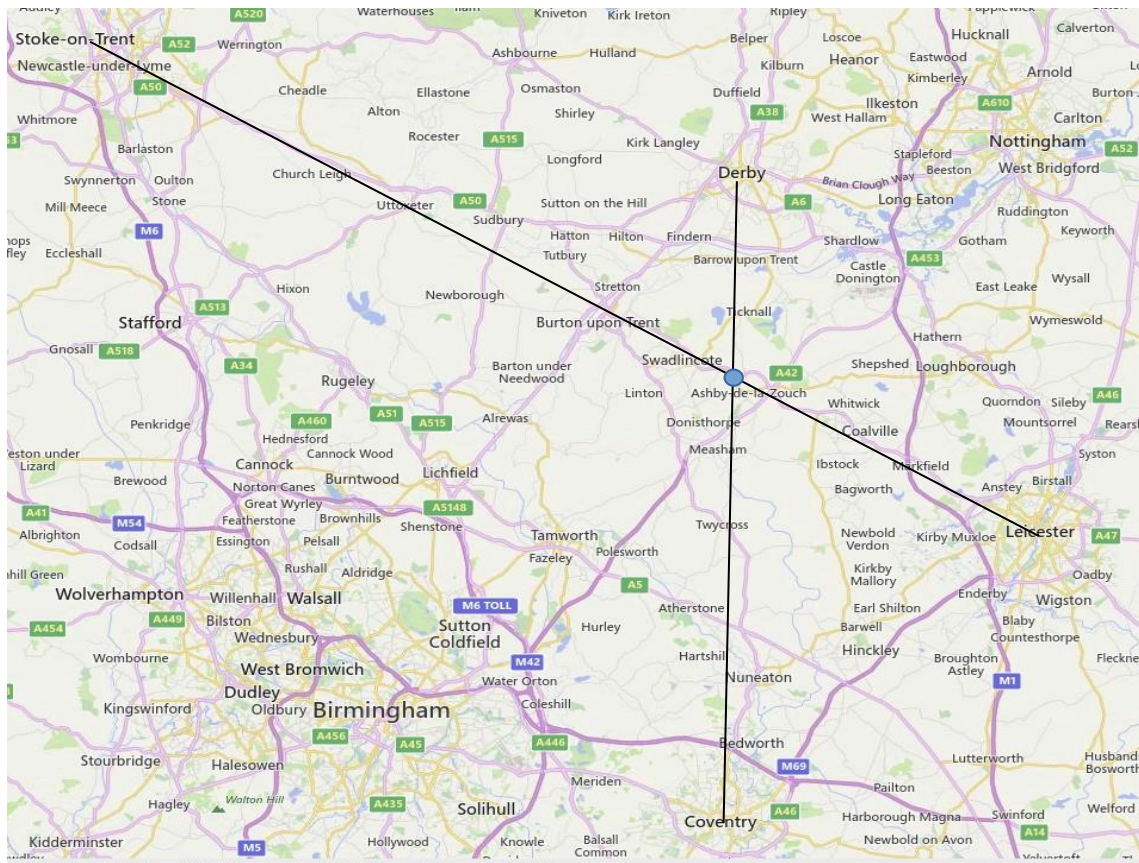 Audley
A520
Waterhouses
Ilam
Kniveton
Kirk Ireton
Ripley
Calverton
Stoke-on-Trent
A52
Werrington
Ashbourne
Hulland
Belper
Loscoe
Hucknall
Newcastle-under-Lyme
A50
Kilburn
Heanor
Eastwood
Kimberley
Arnold
Cheadle
Ellastone
Osmaston
Duffield
Ilkeston
A610
Burton
Whitmore
Alton
Shirley
A38
West Hallam
Carlton
Barlaston
Rocester
A515
Kirk Langley
Nottingham
A52
Swynnerton
Oulton
Church Leigh
Longford
Derby
Stapleford
Beeston
West Bridgford
Brian Clough Way
Mill Meece
Stone
Uttoxeter
A50
Sutton on the Hill
A6
Long Eaton
Ruddington
Sudbury
M6
Hatton
Hilton
Findern
Shardlow
Gotham
Keyworth
Eccleshall
Tutbury
Barrow upon Trent
Castle
Donington
A453
Hixon
Newborough
Stretton
East Leake
Wysall
A513
Stafford
Burton upon Trent
Ticknall
Wymeswold
Gnosall
A518
Hathern
A34
Swadlincote
Shepshed
Loughborough
Rugeley
Barton under
Needwood
A42
Linton
Ashby-de-la-Zouch
Whitwick
Quorndon
Sileby
A46
A460
A51
A515
Alrewas
Donisthorpe
Coalville
Mountsorrel
Penkridge
Hednesford
Cannock Wood
Measham
Cannock
Lichfield
Ibstock
Markfield
Syston
Lizard
Brewood
Norton Canes
Burntwood
Bagworth
Anstey
Birstall
A41
M54
Great Wyrley
Featherstone
Brownhills
A5148
Shenstone
Twycross
Albrighton
Codsall
Essington
Pelsall
Tamworth
Newbold
Verdon
Kirby Muxloe
Leicester
A47
Fazeley
Polesworth
Rushall
Aldridge
Kirkby
Mallory
Oadby
Wolverhampton
Willenhall
Walsall
A5
Enderby
Wigston
A449
Bilston
M6 TOLL
Atherstone
Earl Shilton
Blaby
A454
Wednesbury
Sutton
Coldfield
Hurley
Barwell
Countesthorpe
Wombourne
West Bromwich
M42
Hartshill
Hinckley
Broughton
Astley
Dudley
Water Orton
Nuneaton
M1
Kingswinford
Oldbury
Birmingham
Coleshill
A456
A45
A446
Bedworth
Stourbridge
Halesowen
M69
Lutterworth
Husbands
Bosworth
Meriden
Pailton
Hagley
Walton Hill
A435
Solihull
A46
Coventry
Harborough Magna
Swinford
Welford
Kidderminster
M5
Hollywood
Knowle
Balsall
Common
Newbold on Avon
A14